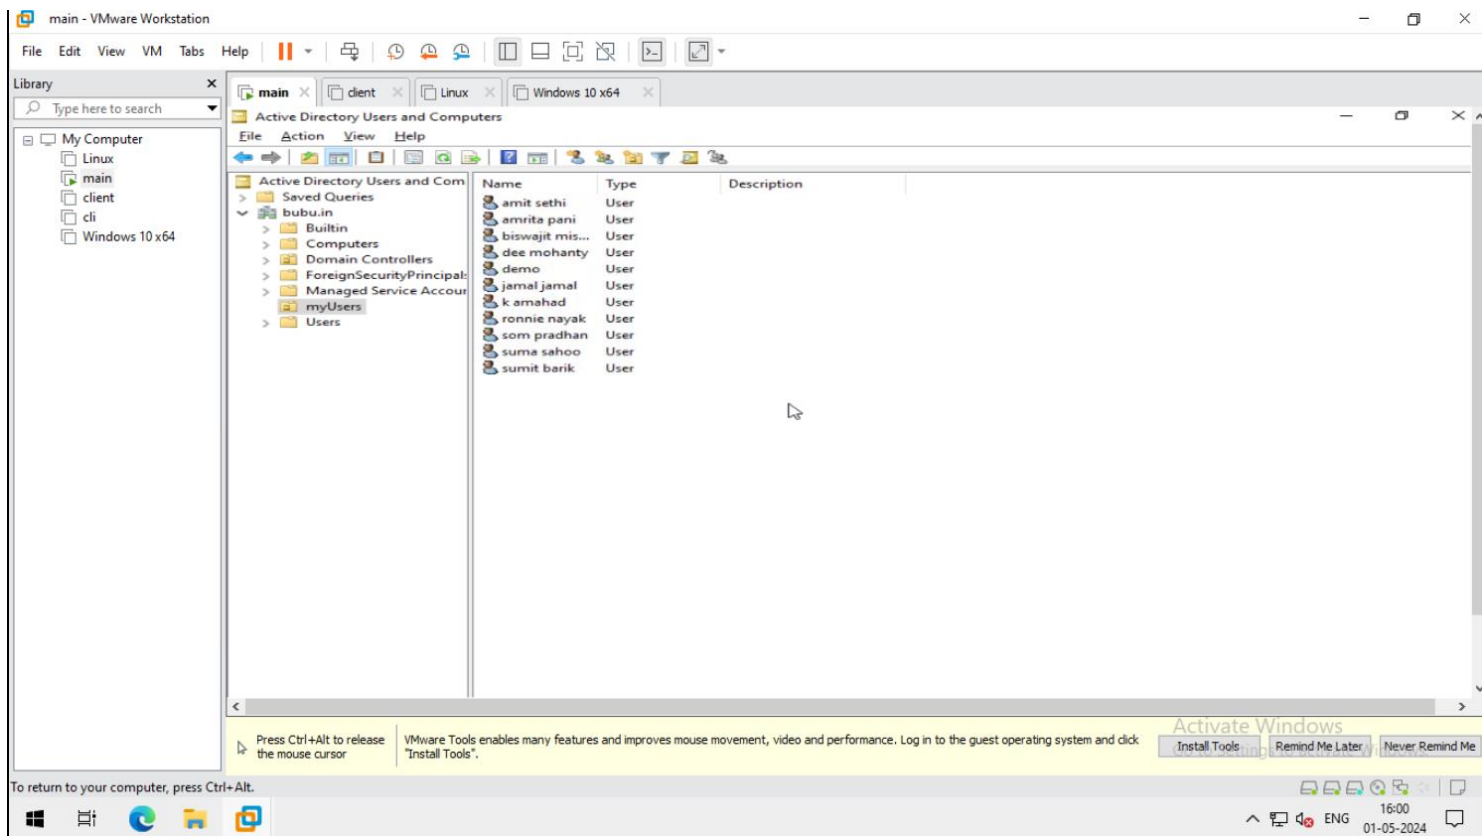 main - VMware Workstation
File Edit View VM Tabs Help
Library
Type here to search
My Computer
Linux
main
client
cli
Windows 10 x64
main
client
Linux
Windows 10 x64
Active Directory Users and Computers
File Action View Help
Active Directory Users and Com
Saved Queries
bubu.in
Builtin
Computers
Domain Controllers
ForeignSecurityPrincipal
Managed Service Accour
myUsers
Users
Name Type Description
amit sethi User
amrita pani User
biswajit mis... User
dee mohanty User
demo User
jamal jamal User
k amahad User
ronnie nayak User
som pradhan User
suma sahoo User
sumit barik User
Press Ctrl+Alt to release
the mouse cursor
VMware Tools enables many features and improves mouse movement, video and performance. Log in to the guest operating system and click
"Install Tools".
Activate Windows
Go to Settings to activate Windows.
Install Tools
Remind Me Later
Never Remind Me
To return to your computer, press Ctrl+Alt.
ENG
16:00
01-05-2024